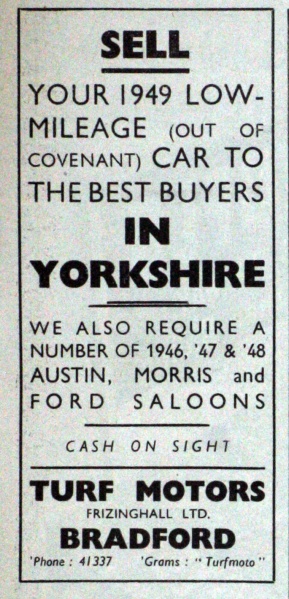 SELL
YOUR 1949 LOW-
MILEAGE (OUT OF
COVENANT) CAR TO
THE BEST BUYERS
IN
YORKSHIRE
WE ALSO REQUIRE A
NUMBER OF 1946, '47 & '48
AUSTIN, MORRIS and
FORD SALOONS
CASH ON SIGHT
TURF MOTORS
FRIZINGHALL LTD.
BRADFORD
'Phone : 41337 'Grams : "Turfmoto"